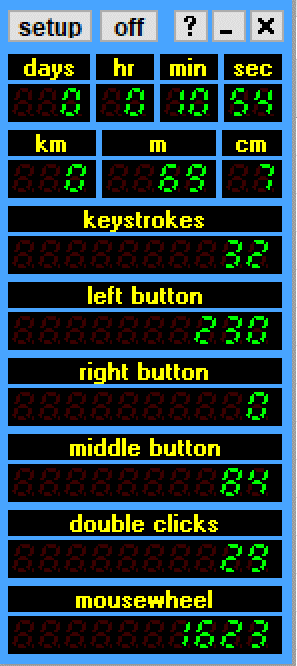 setup off ? _ X
days hr min sec
0 0 10 54
km m cm
0 69 7
keystrokes
32
left button
230
right button
0
middle button
84
double clicks
29
mousewheel
1623